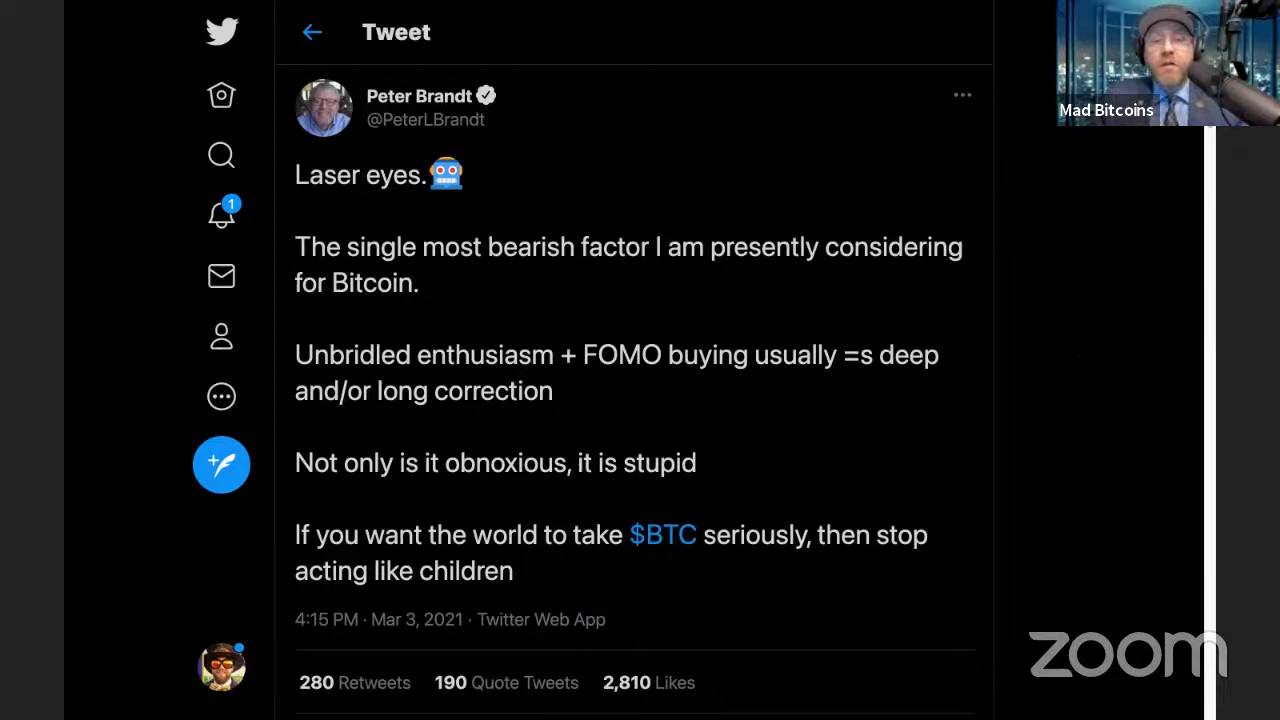 Tweet
Peter Brandt
@PeterLBrandt
Mad Bitcoins
Laser eyes.
1
The single most bearish factor I am presently considering
for Bitcoin.
Unbridled enthusiasm + FOMO buying usually =s deep
and/or long correction
Not only is it obnoxious, it is stupid
If you want the world to take $BTC seriously, then stop
acting like children
4:15 PM · Mar 3, 2021 · Twitter Web App
280 Retweets 190 Quote Tweets 2,810 Likes
zoom